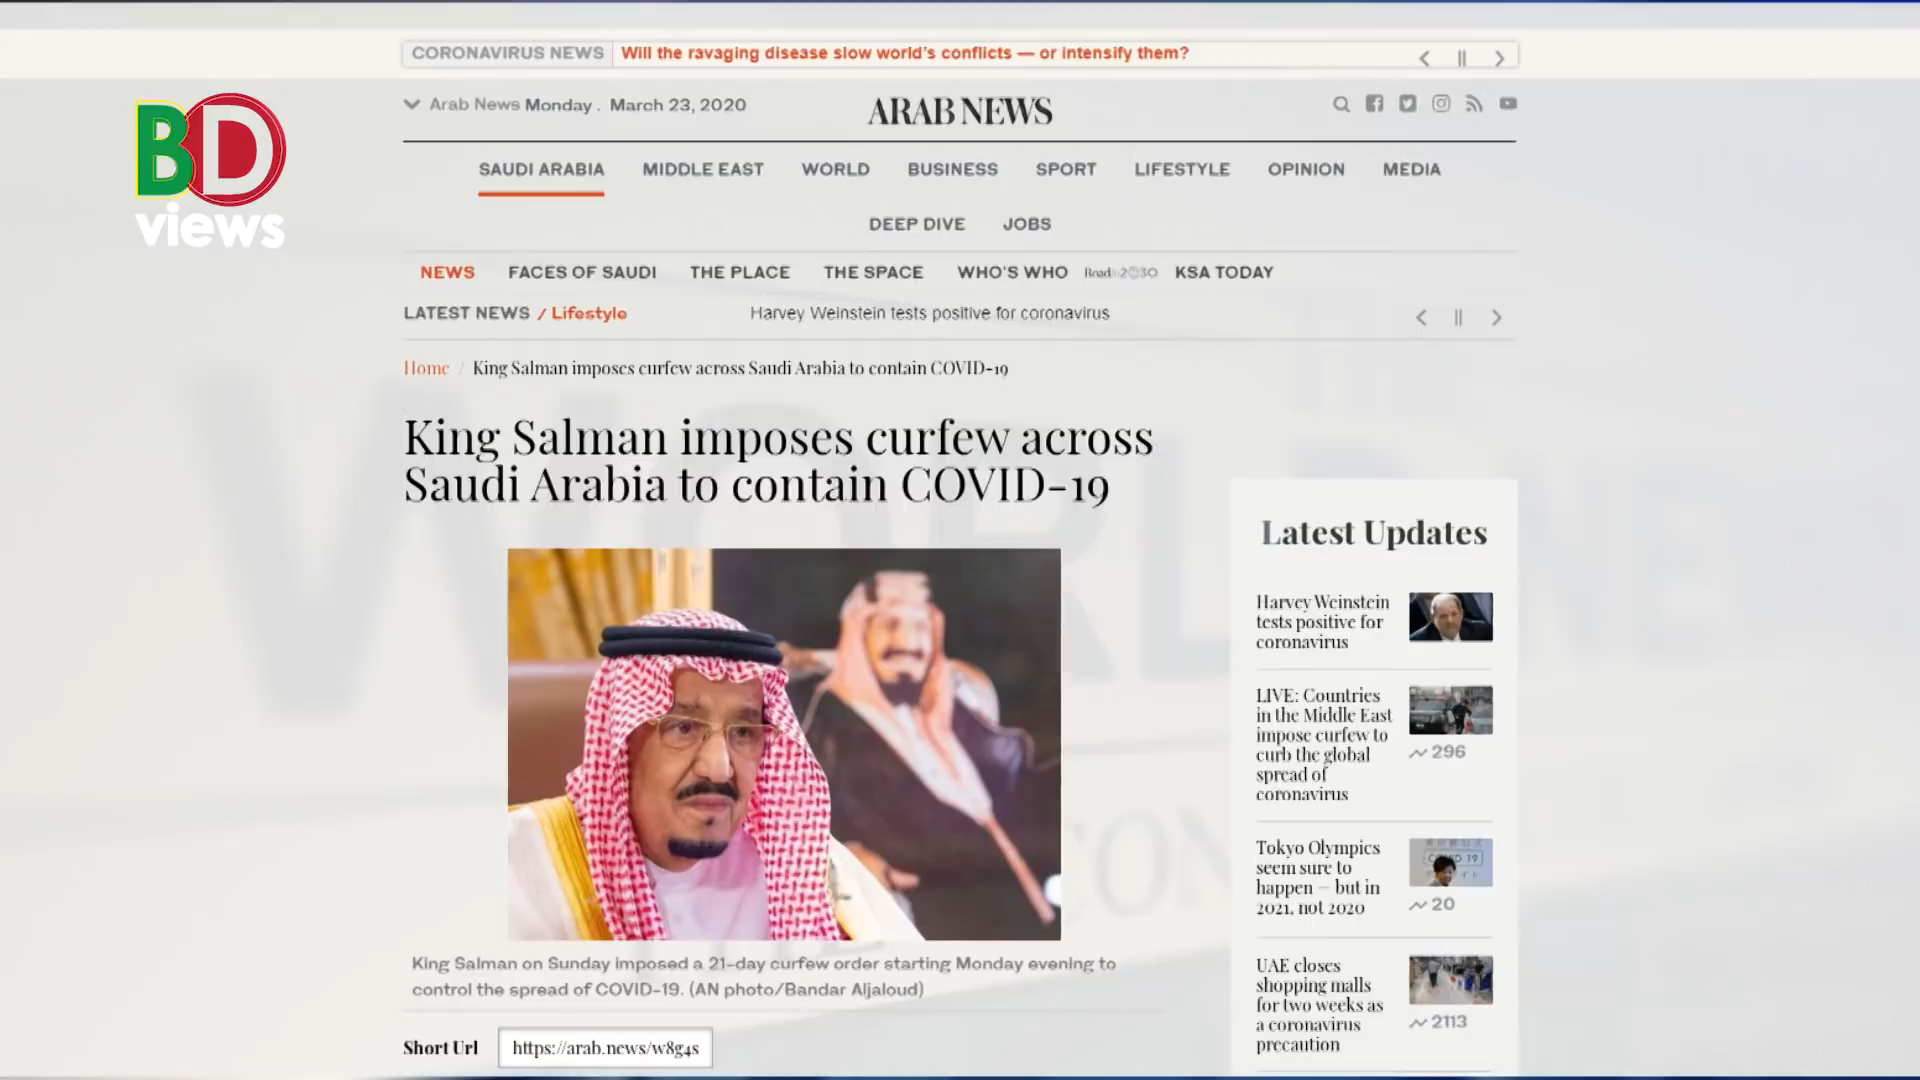 CORONAVIRUS NEWS Will the ravaging disease slow world's conflicts — or intensify them?
Arab News Monday . March 23, 2020
ARAB NEWS
BD
views
SAUDI ARABIA MIDDLE EAST WORLD BUSINESS SPORT LIFESTYLE OPINION MEDIA
DEEP DIVE JOBS
NEWS FACES OF SAUDI THE PLACE THE SPACE WHO'S WHO Road 2030 KSA TODAY
LATEST NEWS / Lifestyle Harvey Weinstein tests positive for coronavirus
Home / King Salman imposes curfew across Saudi Arabia to contain COVID-19
King Salman imposes curfew across
Saudi Arabia to contain COVID-19
King Salman on Sunday imposed a 21-day curfew order starting Monday evening to
control the spread of COVID-19. (AN photo/Bandar Aljaloud)
Short Url https://arab.news/w8g4s
Latest Updates
Harvey Weinstein
tests positive for
coronavirus
LIVE: Countries
in the Middle East
impose curfew to
curb the global
spread of
coronavirus
296
Tokyo Olympics
seem sure to
happen — but in
2021, not 2020
COVID 19
20
UAE closes
shopping malls
for two weeks as
a coronavirus
precaution
2113